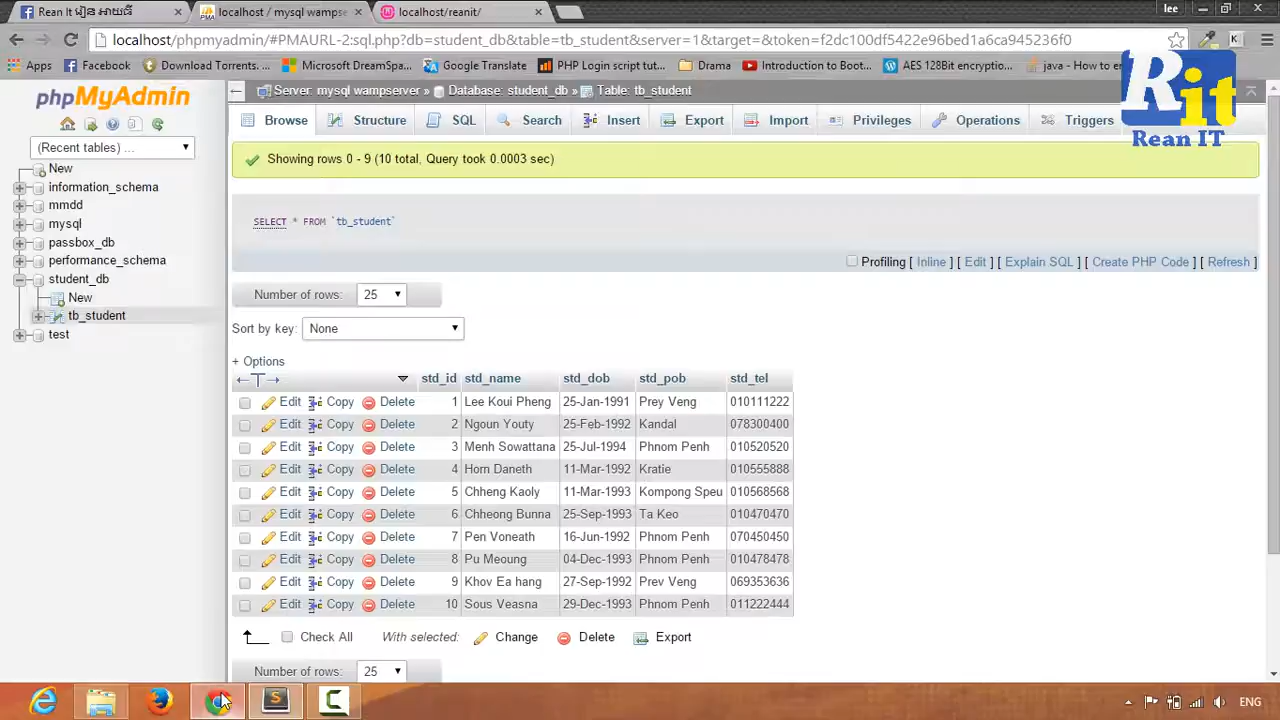 Rean It រៀន អាយធី
localhost / mysql wampse
localhost/reanit/
lee
localhost/phpmyadmin/#PMAURL-2:sql.php?db=student_db&table=tb_student&server=1&target=&token=f2dc100df5422e96bed1a6ca945236f0
Apps Facebook Download Torrents... Microsoft DreamSpa... Google Translate PHP Login script tut... Drama Introduction to Boot... AES 128Bit encryptio... java - How to e
Rit
Rean IT
phpMyAdmin
(Recent tables) ...
New
information_schema
mmdd
mysql
passbox_db
performance_schema
student_db
New
tb_student
test
Server: mysql wampserver » Database: student_db » Table: tb_student
Browse Structure SQL Search Insert Export Import Privileges Operations Triggers
Showing rows 0 - 9 (10 total, Query took 0.0003 sec)
SELECT * FROM `tb_student`
Profiling [ Inline ] [ Edit ] [ Explain SQL ] [ Create PHP Code ] [ Refresh ]
Number of rows: 25
Sort by key: None
+ Options
std_id std_name std_dob std_pob std_tel
Edit Copy Delete 1 Lee Koui Pheng 25-Jan-1991 Prey Veng 010111222
Edit Copy Delete 2 Ngoun Youty 25-Feb-1992 Kandal 078300400
Edit Copy Delete 3 Menh Sowattana 25-Jul-1994 Phnom Penh 010520520
Edit Copy Delete 4 Horn Daneth 11-Mar-1992 Kratie 010555888
Edit Copy Delete 5 Chheng Kaoly 11-Mar-1993 Kompong Speu 010568568
Edit Copy Delete 6 Chheong Bunna 25-Sep-1993 Ta Keo 010470470
Edit Copy Delete 7 Pen Voneath 16-Jun-1992 Phnom Penh 070450450
Edit Copy Delete 8 Pu Meoung 04-Dec-1993 Phnom Penh 010478478
Edit Copy Delete 9 Khov Ea hang 27-Sep-1992 Prev Veng 069353636
Edit Copy Delete 10 Sous Veasna 29-Dec-1993 Phnom Penh 011222444
Check All With selected: Change Delete Export
Number of rows: 25
ENG